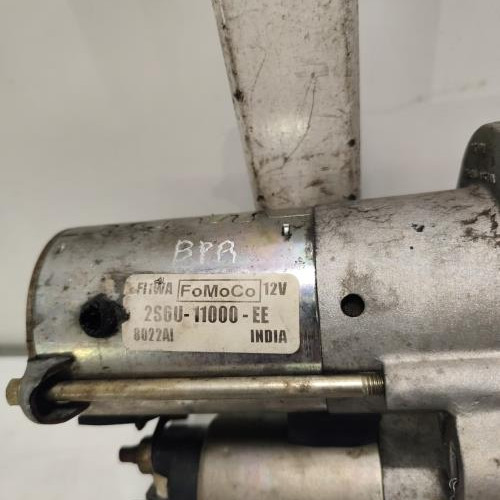 BPR
FoMoCo 12V
2S6U-11000-EE
8022AI INDIA